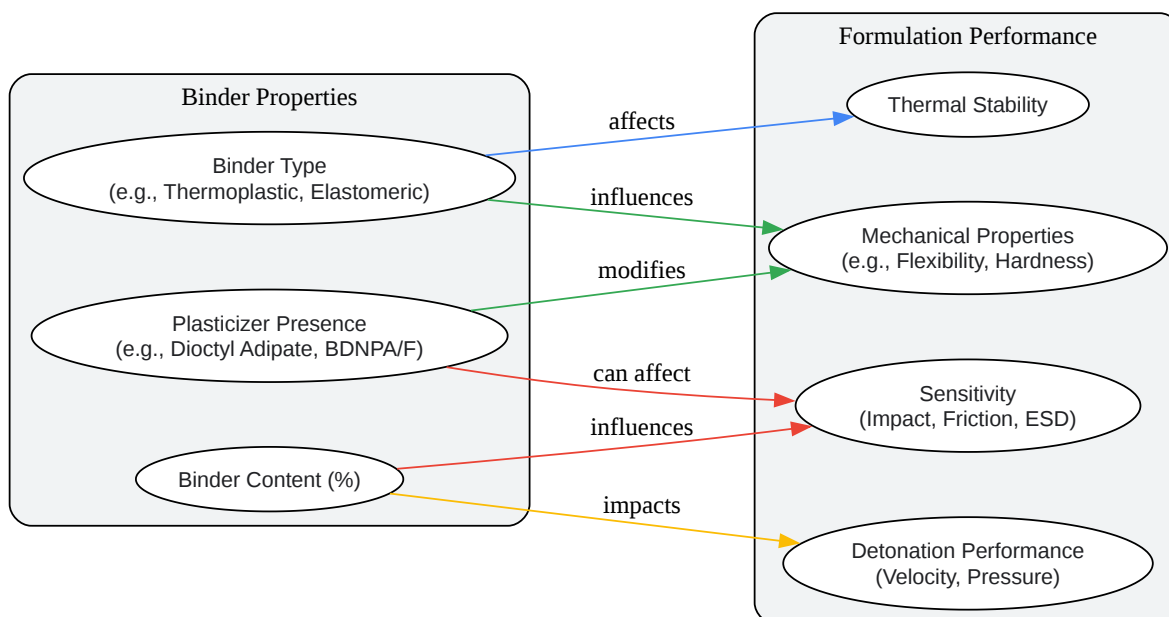 Formulation Performance
Binder Properties
Thermal Stability
affects
Binder Type
(e.g., Thermoplastic, Elastomeric)
influences
Mechanical Properties
(e.g., Flexibility, Hardness)
modifies
Plasticizer Presence
(e.g., Dioctyl Adipate, BDNPA/F)
can affect
Sensitivity
(Impact, Friction, ESD)
influences
Binder Content (%)
impacts
Detonation Performance
(Velocity, Pressure)